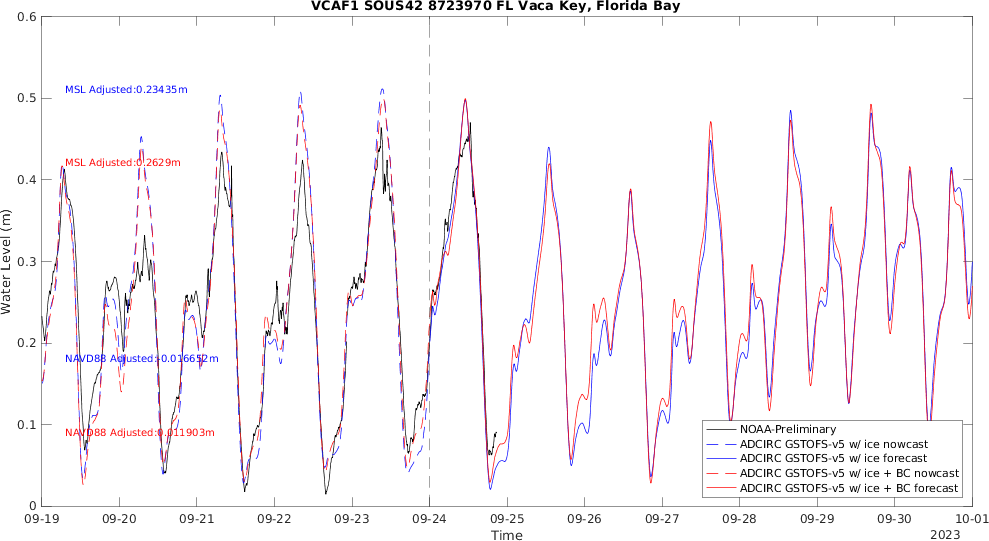 VCAF1 SOUS42 8723970 FL Vaca Key, Florida Bay
0.6
0.5
0.4
0.3
0.2
0.1
0
Water Level (m)
MSL Adjusted:0.23435m
MSL Adjusted:0.2629m
NAVD88 Adjusted:-0.016652m
NAVD88 Adjusted:0.011903m
NOAA-Preliminary
ADCIRC GSTOFS-v5 w/ ice nowcast
ADCIRC GSTOFS-v5 w/ ice forecast
ADCIRC GSTOFS-v5 w/ ice + BC nowcast
ADCIRC GSTOFS-v5 w/ ice + BC forecast
09-19 09-20 09-21 09-22 09-23 09-24 09-25 09-26 09-27 09-28 09-29 09-30 10-01
Time
2023